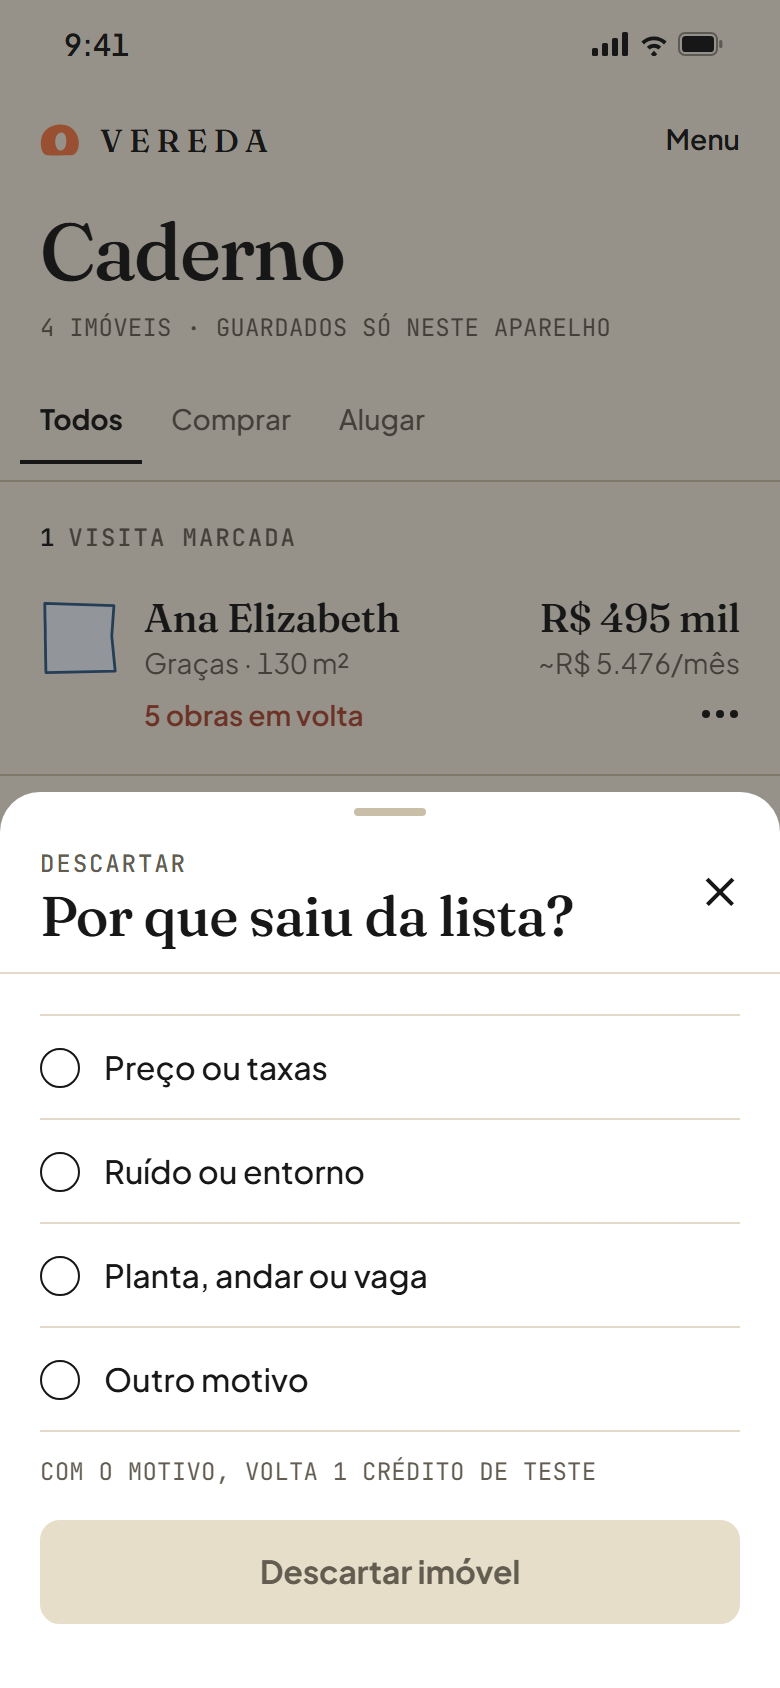 9:41
VEREDA
Menu
Caderno
4 IMÓVEIS · GUARDADOS SÓ NESTE APARELHO
Todos Comprar Alugar
1 VISITA MARCADA
Ana Elizabeth R$ 495 mil
Graças · 130 m² ~R$ 5.476/mês
5 obras em volta
DESCARTAR
Por que saiu da lista?
Preço ou taxas
Ruído ou entorno
Planta, andar ou vaga
Outro motivo
COM O MOTIVO, VOLTA 1 CRÉDITO DE TESTE
Descartar imóvel